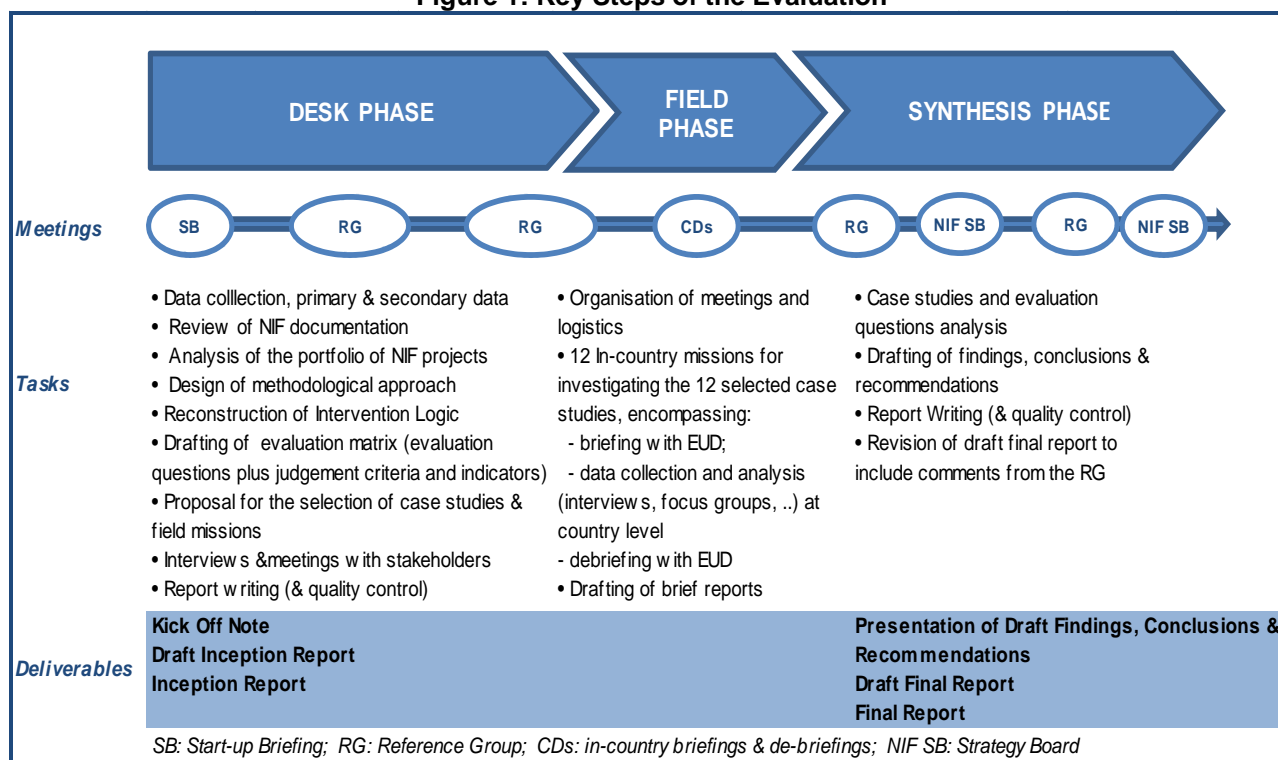 Figure 1: Key Steps of the Evaluation
DESK PHASE
FIELD
PHASE
SYNTHESIS PHASE
Meetings
SB
RG
RG
CDs
RG
NIF SB
RG
NIF SB
Tasks
• Data colllection, primary & secondary data
• Review of NIF documentation
• Analysis of the portfolio of NIF projects
• Design of methodological approach
• Reconstruction of Intervention Logic
• Drafting of evaluation matrix (evaluation
questions plus judgement criteria and indicators)
• Proposal for the selection of case studies &
field missions
• Interviews &meetings with stakeholders
• Report writing (& quality control)
• Organisation of meetings and
logistics
• 12 In-country missions for
investigating the 12 selected case
studies, encompassing:
- briefing with EUD;
- data collection and analysis
(interviews, focus groups, ..) at
country level
- debriefing with EUD
• Drafting of brief reports
• Case studies and evaluation
questions analysis
• Drafting of findings, conclusions &
recommendations
• Report Writing (& quality control)
• Revision of draft final report to
include comments from the RG
Deliverables
Kick Off Note
Draft Inception Report
Inception Report
Presentation of Draft Findings, Conclusions &
Recommendations
Draft Final Report
Final Report
SB: Start-up Briefing; RG: Reference Group; CDs: in-country briefings & de-briefings; NIF SB: Strategy Board